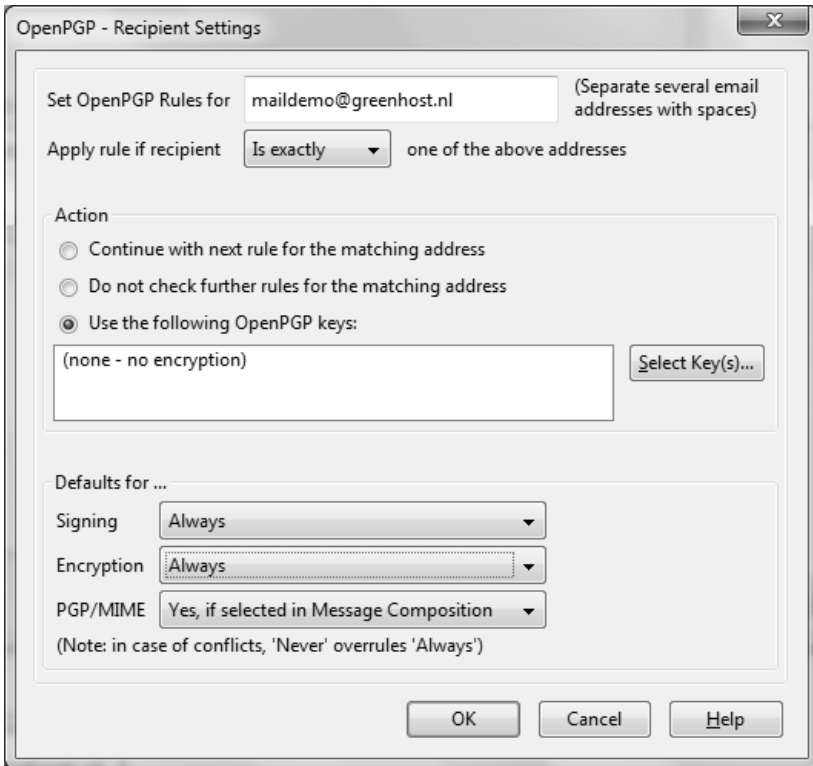 OpenPGP - Recipient Settings
x
Set OpenPGP Rules for maildemo@greenhost.nl (Separate several email
addresses with spaces)
Apply rule if recipient Is exactly one of the above addresses
Action
Continue with next rule for the matching address
Do not check further rules for the matching address
Use the following OpenPGP keys:
(none - no encryption) Select Key(s)...
Defaults for ...
Signing Always
Encryption Always
PGP/MIME Yes, if selected in Message Composition
(Note: in case of conflicts, 'Never' overrules 'Always')
OK Cancel Help